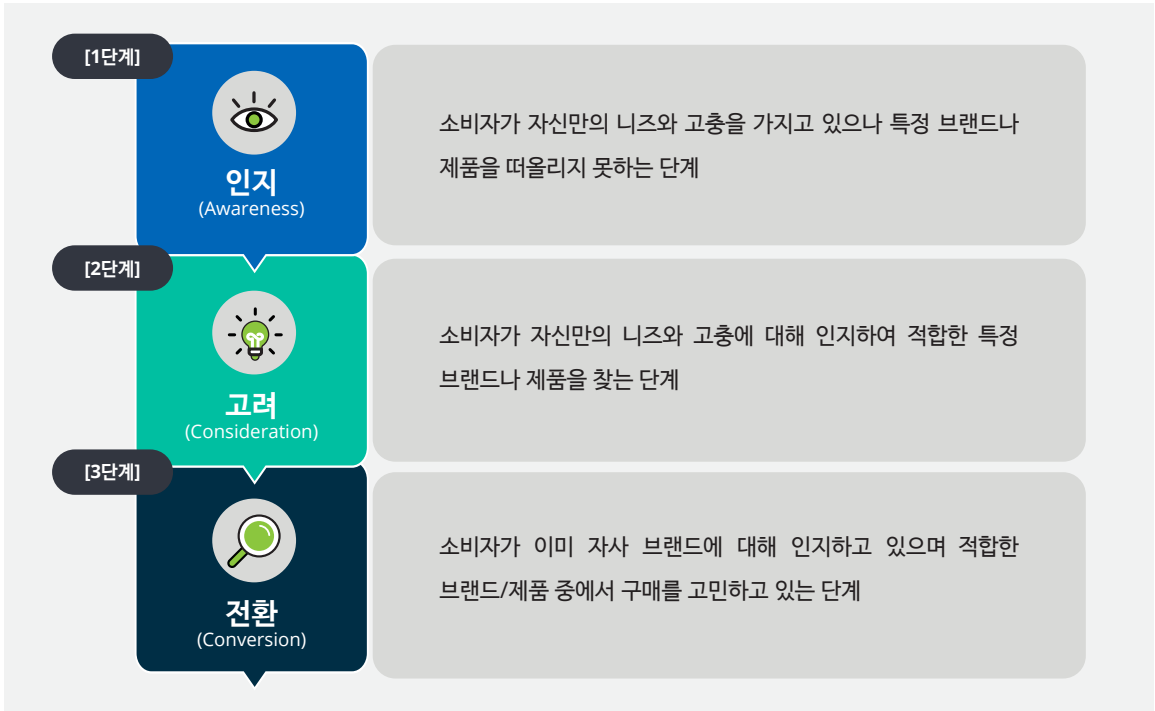 [1단계]
인지
(Awareness)
소비자가 자신만의 니즈와 고충을 가지고 있으나 특정 브랜드나
제품을 떠올리지 못하는 단계
[2단계]
고려
(Consideration)
소비자가 자신만의 니즈와 고충에 대해 인지하여 적합한 특정
브랜드나 제품을 찾는 단계
[3단계]
전환
(Conversion)
소비자가 이미 자사 브랜드에 대해 인지하고 있으며 적합한
브랜드/제품 중에서 구매를 고민하고 있는 단계